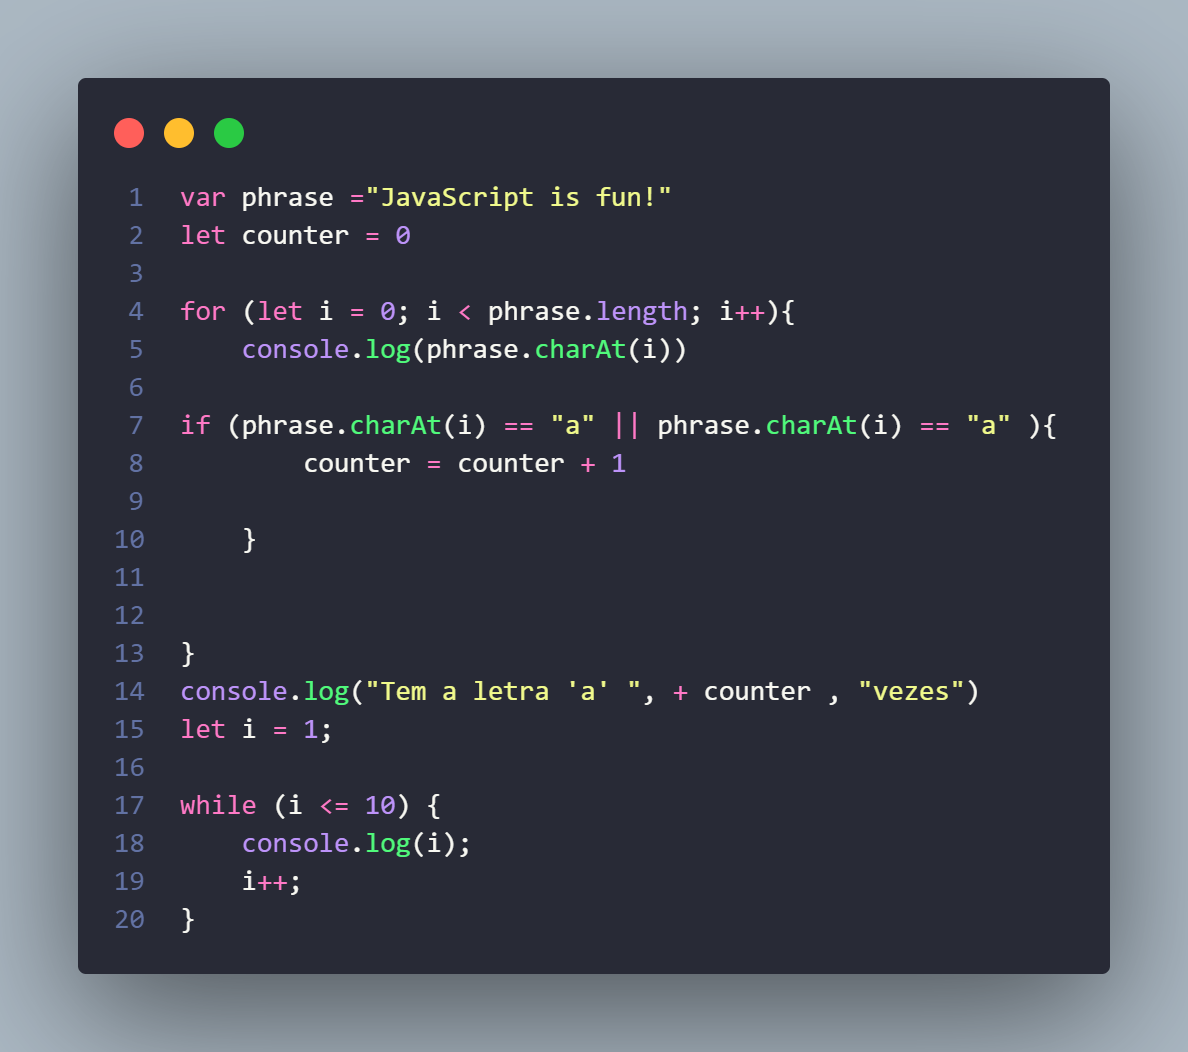 1 var phrase ="JavaScript is fun!"
2 let counter = 0
3
4 for (let i = 0; i < phrase.length; i++){
5     console.log(phrase.charAt(i))
6
7 if (phrase.charAt(i) == "a" || phrase.charAt(i) == "a" ){
8         counter = counter + 1
9
10     }
11
12
13 }
14 console.log("Tem a letra 'a' ", + counter , "vezes")
15 let i = 1;
16
17 while (i <= 10) {
18     console.log(i);
19     i++;
20 }